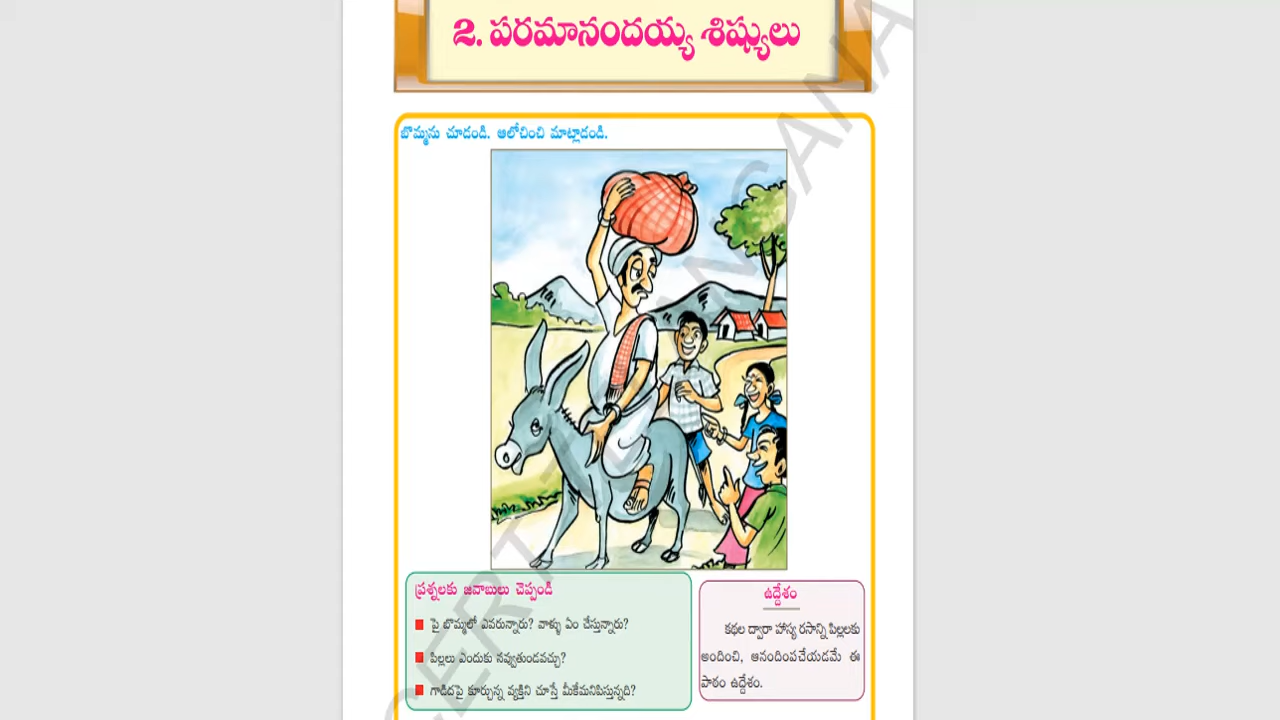 2. పరమానందయ్య శిష్యులు
బొమ్మను చూడండి. ఆలోచించి మాట్లాడండి.
ప్రశ్నలకు జవాబులు చెప్పండి
పై బొమ్మలో ఎవరున్నారు? వాళ్ళు ఏం చేస్తున్నారు?
పిల్లలు ఎందుకు నవ్వుతుండవచ్చు?
గాడిదపై కూర్చున్న వ్యక్తిని చూస్తే మీకేమనిపిస్తున్నది?
ఉద్దేశం
కథల ద్వారా హాస్య రసాన్ని పిల్లలకు
అందించి, ఆనందింపచేయడమే ఈ
పాఠం ఉద్దేశం.